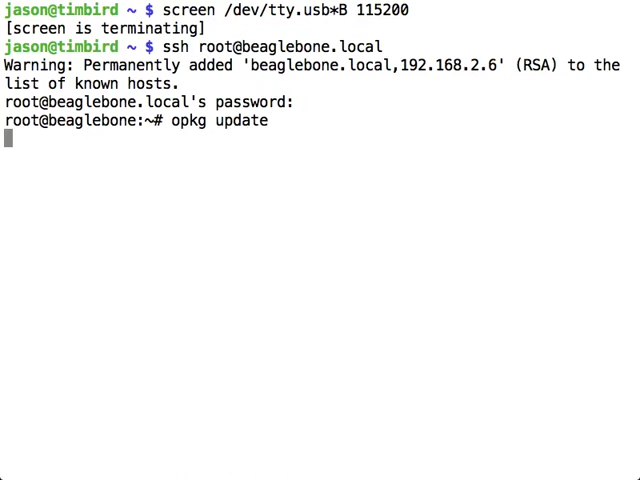 jason@timbird ~ $ screen /dev/tty.usb*B 115200
[screen is terminating]
jason@timbird ~ $ ssh root@beaglebone.local
Warning: Permanently added 'beaglebone.local,192.168.2.6' (RSA) to the
list of known hosts.
root@beaglebone.local's password:
root@beaglebone:~# opkg update